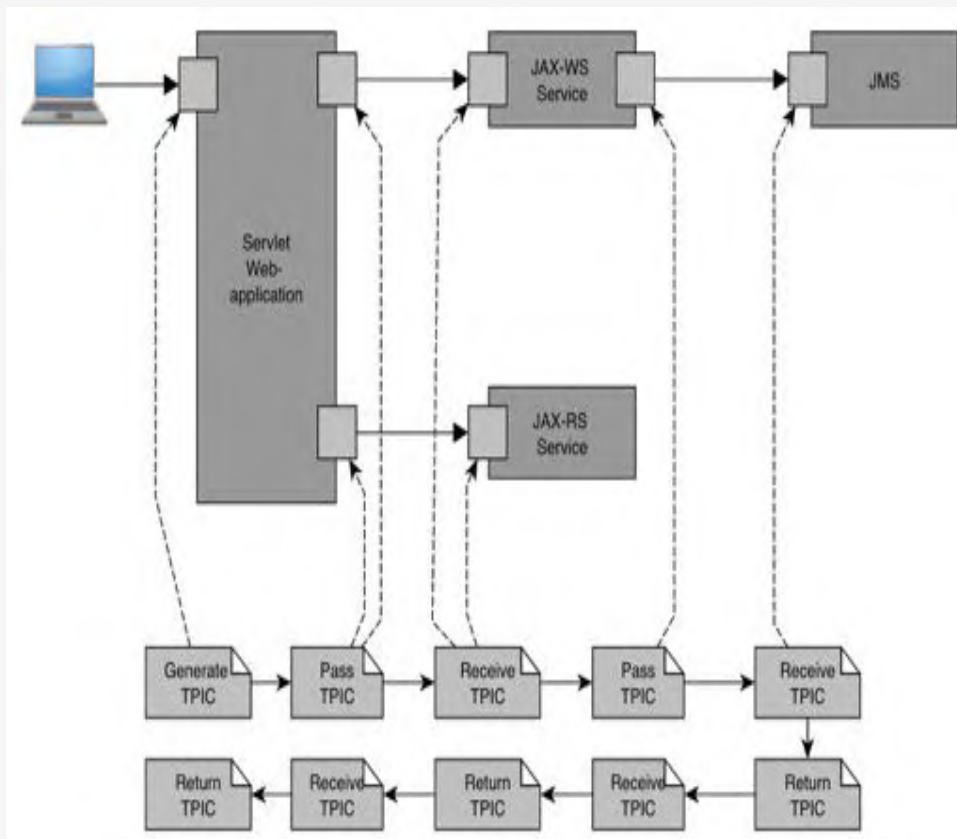 JAX-WS
Service
JMS
Servlet
Web-
application
JAX-RS
Service
Generate
TPIC
Pass
TPIC
Receive
TPIC
Pass
TPIC
Receive
TPIC
Return
TPIC
Receive
TPIC
Return
TPIC
Receive
TPIC
Return
TPIC